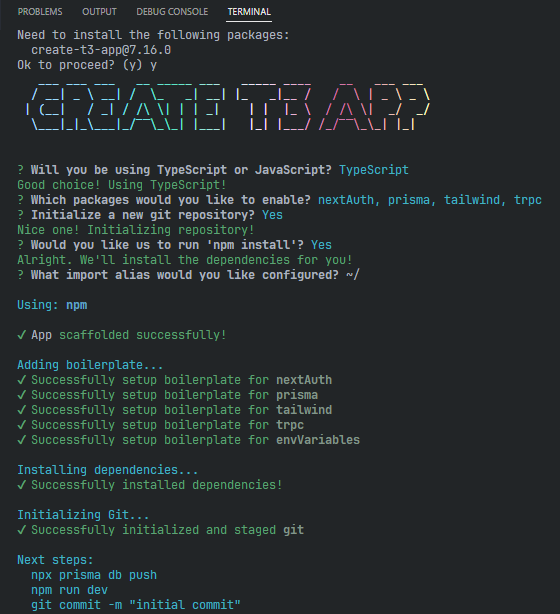 PROBLEMS OUTPUT DEBUG CONSOLE TERMINAL
Need to install the following packages:
create-t3-app@7.16.0
Ok to proceed? (y) y
CREATE T3 APP
? Will you be using TypeScript or JavaScript? TypeScript
Good choice! Using TypeScript!
? Which packages would you like to enable? nextAuth, prisma, tailwind, trpc
? Initialize a new git repository? Yes
Nice one! Initializing repository!
? Would you like us to run 'npm install'? Yes
Alright. We'll install the dependencies for you!
? What import alias would you like configured? ~/
Using: npm
✓ App scaffolded successfully!
Adding boilerplate...
✓ Successfully setup boilerplate for nextAuth
✓ Successfully setup boilerplate for prisma
✓ Successfully setup boilerplate for tailwind
✓ Successfully setup boilerplate for trpc
✓ Successfully setup boilerplate for envVariables
Installing dependencies...
✓ Successfully installed dependencies!
Initializing Git...
✓ Successfully initialized and staged git
Next steps:
npx prisma db push
npm run dev
git commit -m "initial commit"